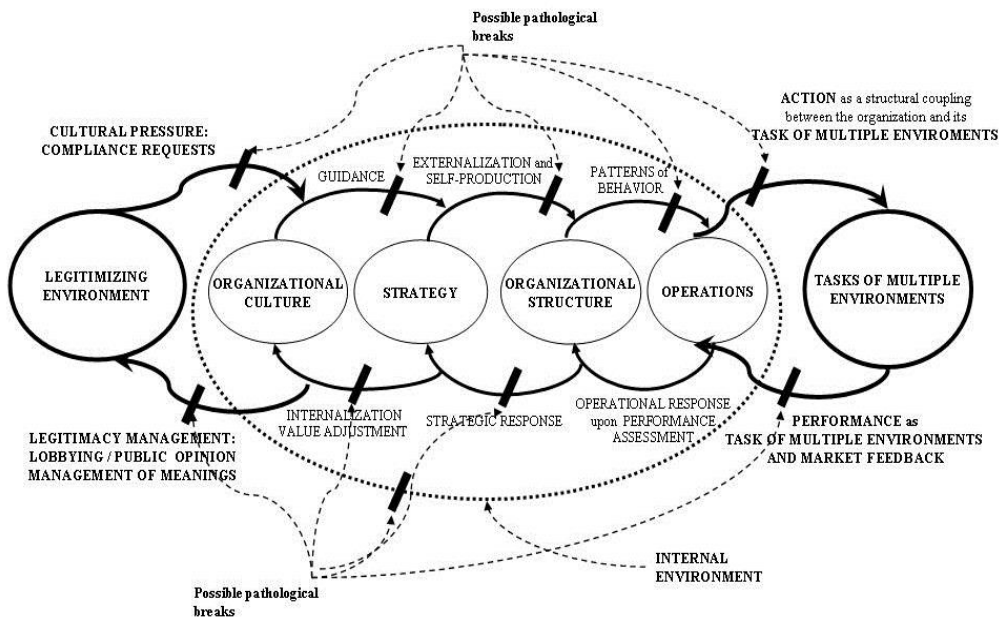 Possible pathological
breaks
ACTION as a structural coupling
between the organization and its
TASK OF MULTIPLE ENVIROMENTS
CULTURAL PRESSURE:
COMPLIANCE REQUESTS
GUIDANCE
EXTERNALIZATION and
SELF-PRODUCTION
PATTERNS of
BEHAVIOR
LEGITIMIZING
ENVIRONMENT
ORGANIZATIONAL
CULTURE
STRATEGY
ORGANIZATIONAL
STRUCTURE
OPERATIONS
TASKS OF MULTIPLE
ENVIRONMENTS
LEGITIMACY MANAGEMENT:
LOBBYING / PUBLIC OPINION
MANAGEMENT OF MEANINGS
INTERNALIZATION
VALUE ADJUSTMENT
STRATEGIC RESPONSE
OPERATIONAL RESPONSE
upon PERFORMANCE
ASSESSMENT
PERFORMANCE as
TASK OF MULTIPLE ENVIRONMENTS
AND MARKET FEEDBACK
INTERNAL
ENVIRONMENT
Possible pathological
breaks